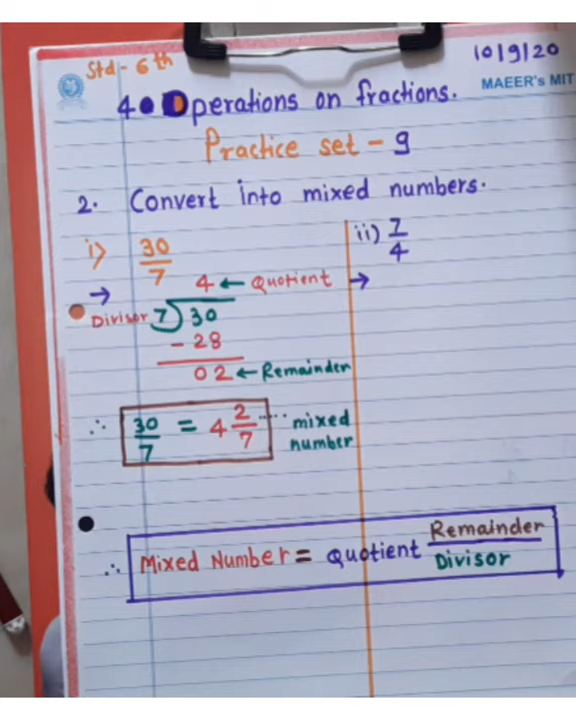 Std - 6th
10/9/20
MAEER's MIT
4. Operations on fractions.
Practice set - 9
2. Convert into mixed numbers.
i) 30/7
→
4 ← Quotient
Divisor 7) 30
- 28
02 ← Remainder
∴ 30/7 = 4 2/7 .... mixed number
ii) 7/4
→
∴ Mixed Number = Quotient Remainder/Divisor